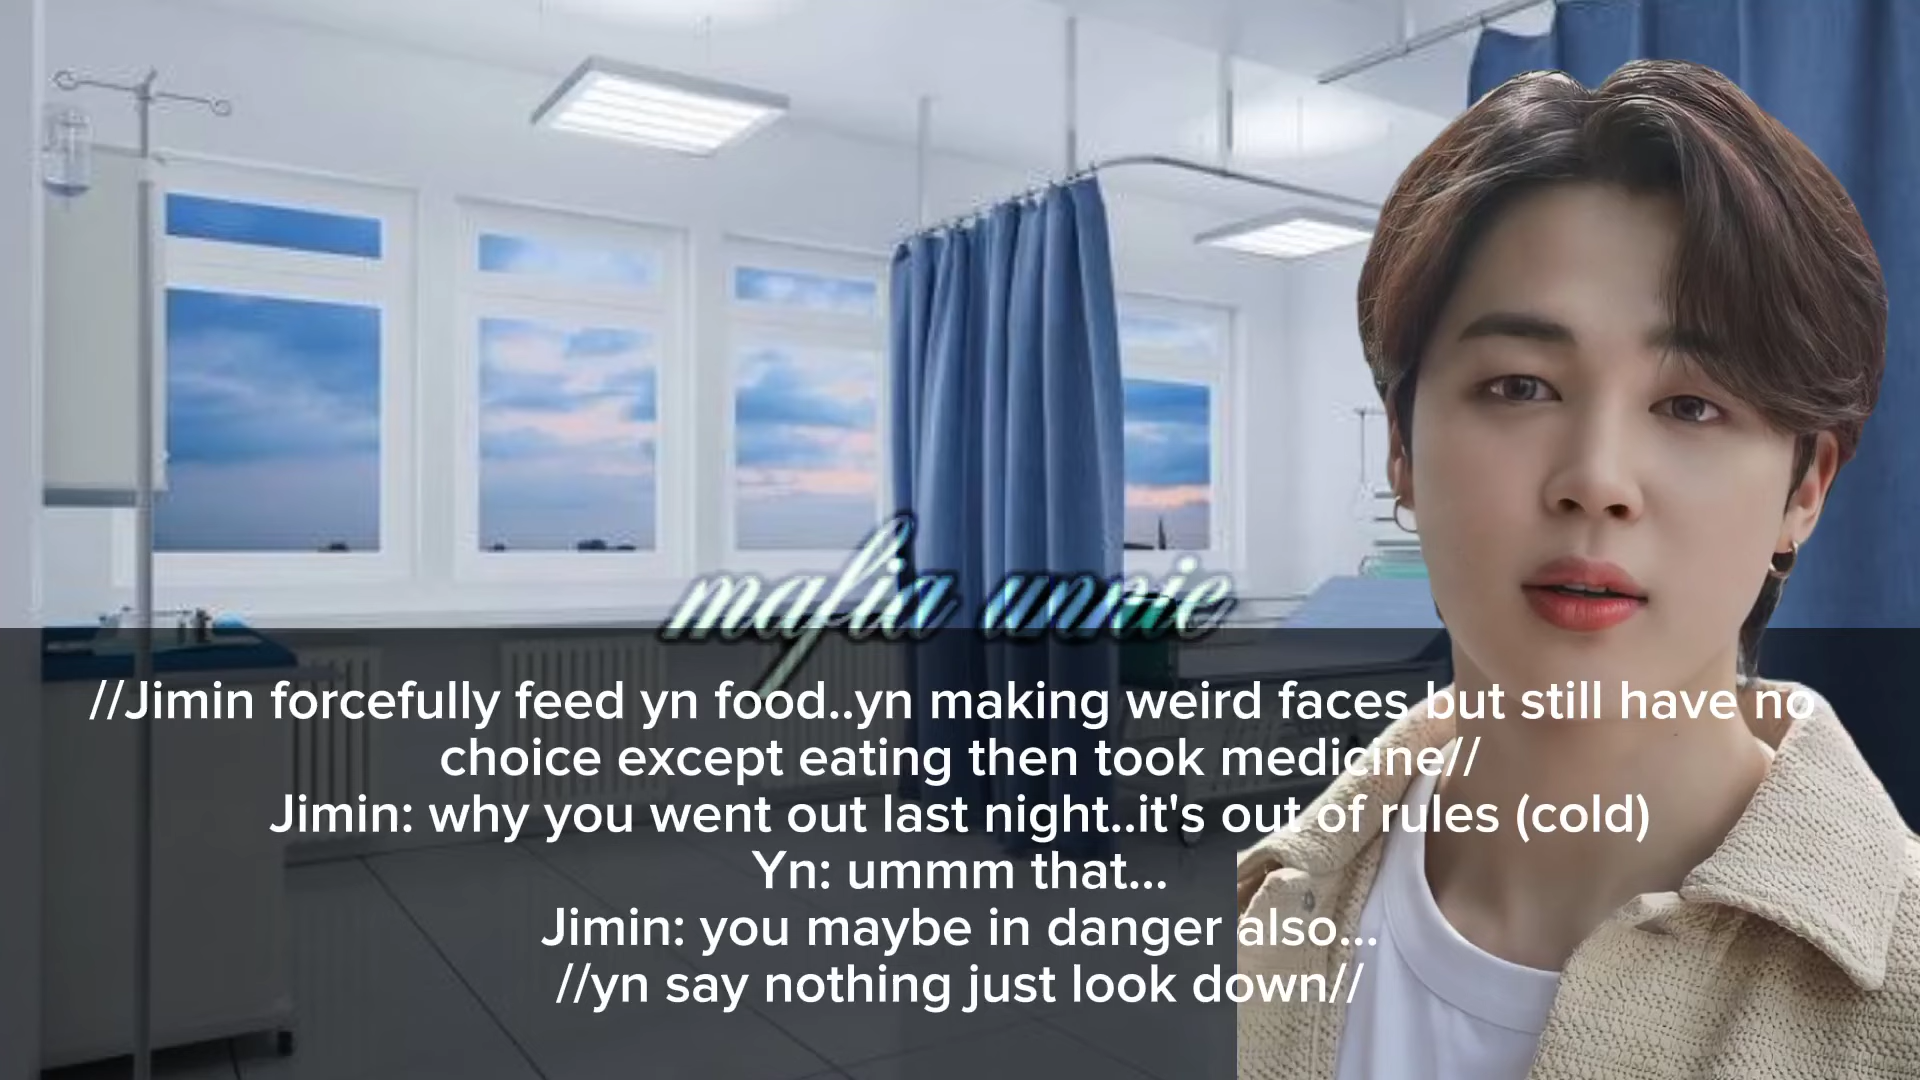 mafia unnie
//Jimin forcefully feed yn food..yn making weird faces but still have no
choice except eating then took medicine//
Jimin: why you went out last night..it's out of rules (cold)
Yn: ummm that...
Jimin: you maybe in danger also...
//yn say nothing just look down//